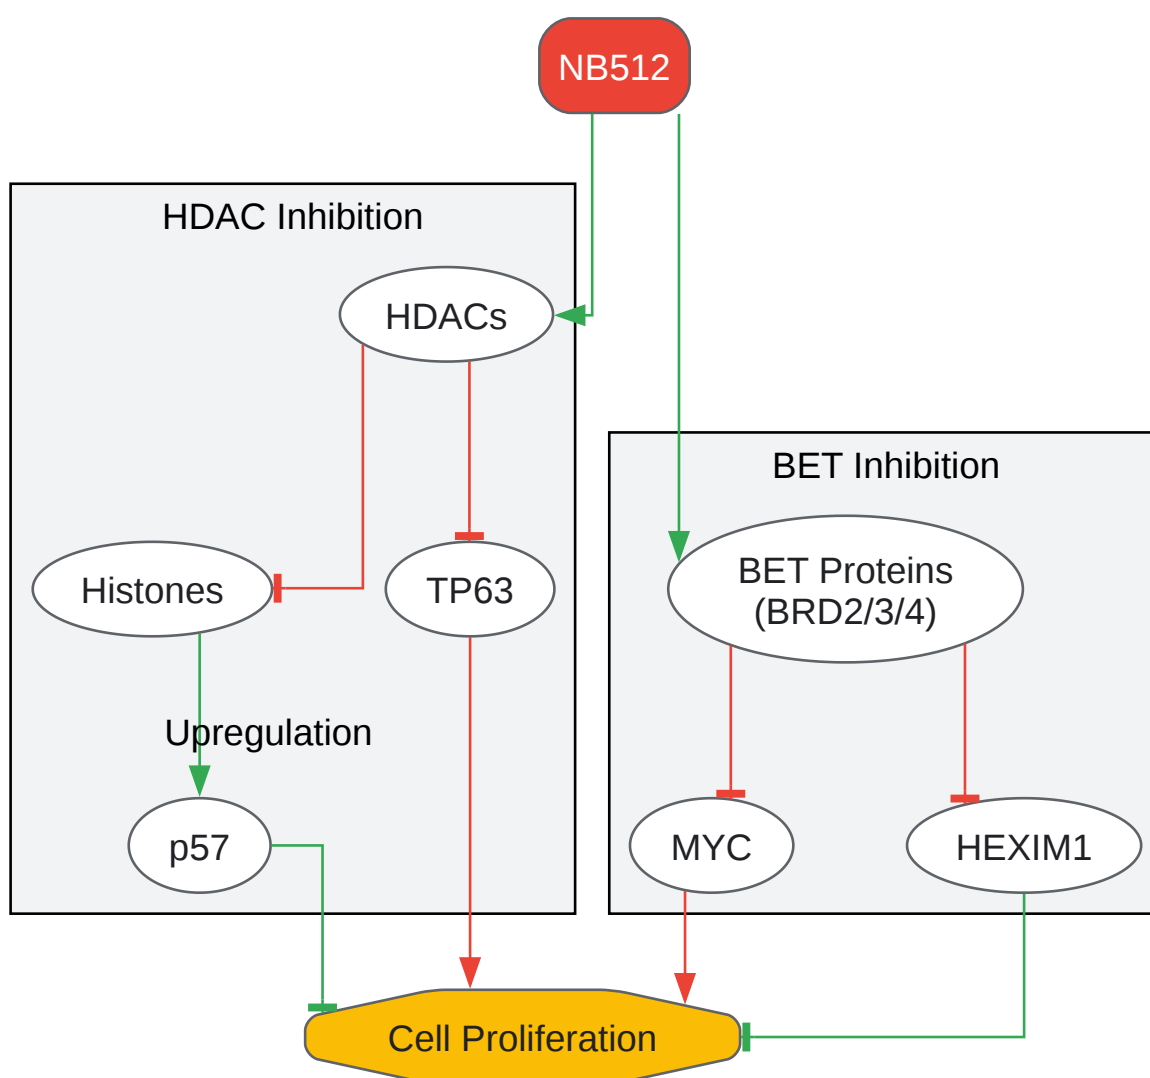 NB512
HDAC Inhibition
HDACs
BET Inhibition
BET Proteins
(BRD2/3/4)
Histones
TP63
Upregulation
p57
MYC
HEXIM1
Cell Proliferation